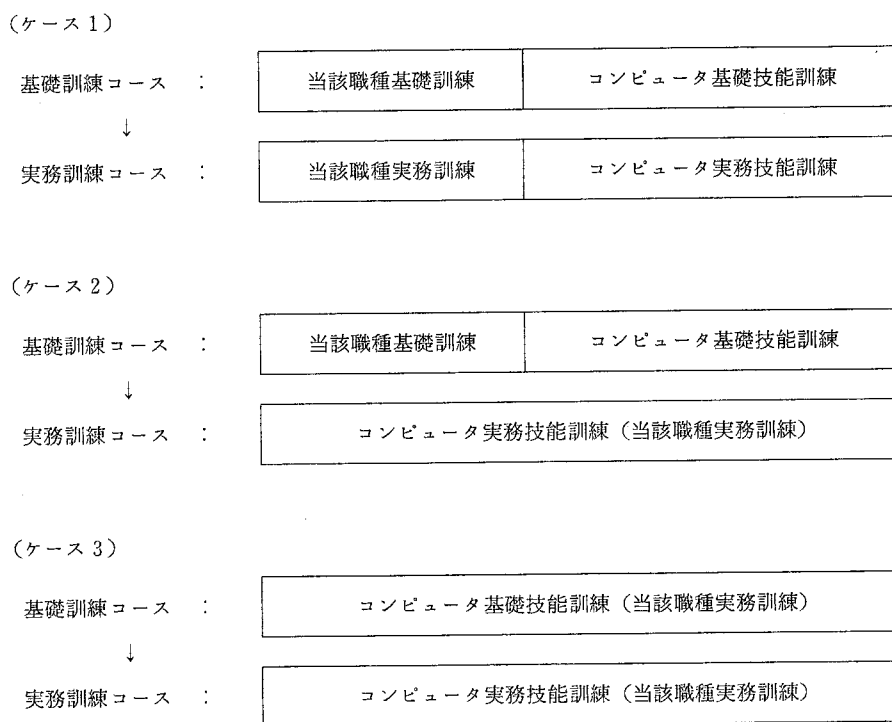 (ケース1)
基礎訓練コース : 当該職種基礎訓練 コンピュータ基礎技能訓練
↓
実務訓練コース : 当該職種実務訓練 コンピュータ実務技能訓練
(ケース2)
基礎訓練コース : 当該職種基礎訓練 コンピュータ基礎技能訓練
↓
実務訓練コース : コンピュータ実務技能訓練(当該職種実務訓練)
(ケース3)
基礎訓練コース : コンピュータ基礎技能訓練(当該職種実務訓練)
↓
実務訓練コース : コンピュータ実務技能訓練(当該職種実務訓練)